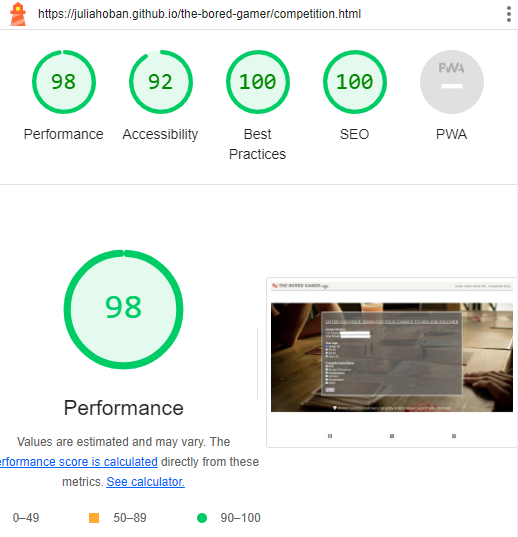 https://juliahoban.github.io/the-bored-gamer/competition.html
98
92
100
100
PWA
Performance
Accessibility
Best
Practices
SEO
PWA
98
THE BORED GAMER
Performance
Values are estimated and may vary. The
erformance score is calculated directly from these
metrics. See calculator.
0–49
50–89
90–100